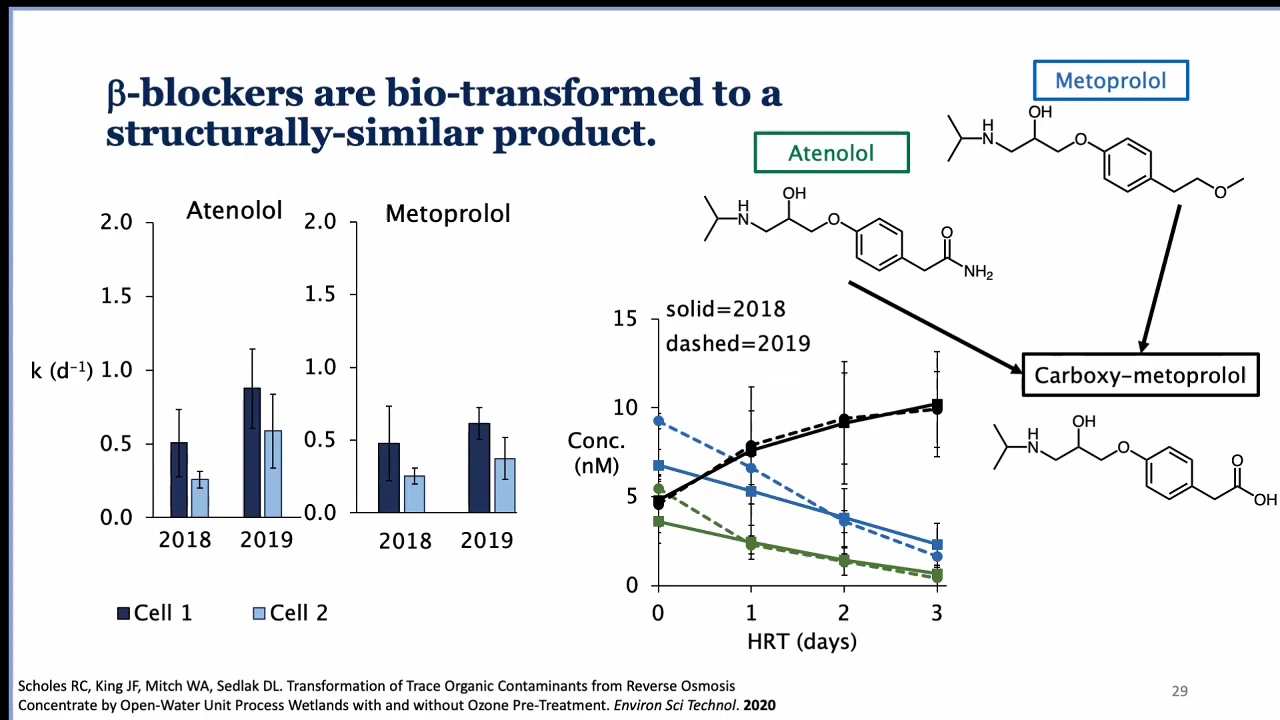 β-blockers are bio-transformed to a
structurally-similar product.
Metoprolol
OH
H
N
O
O
Atenolol
OH
H
N
O
O
NH2
Atenolol
Metoprolol
2.0
1.5
k (d⁻¹) 1.0
0.5
0.0
2018 2019
2.0
1.5
1.0
0.5
0.0
2018 2019
Cell 1 Cell 2
solid=2018
dashed=2019
15
10
Conc.
(nM)
5
0
0 1 2 3
HRT (days)
Carboxy-metoprolol
OH
H
N
O
O
OH
Scholes RC, King JF, Mitch WA, Sedlak DL. Transformation of Trace Organic Contaminants from Reverse Osmosis
Concentrate by Open-Water Unit Process Wetlands with and without Ozone Pre-Treatment. Environ Sci Technol. 2020
29